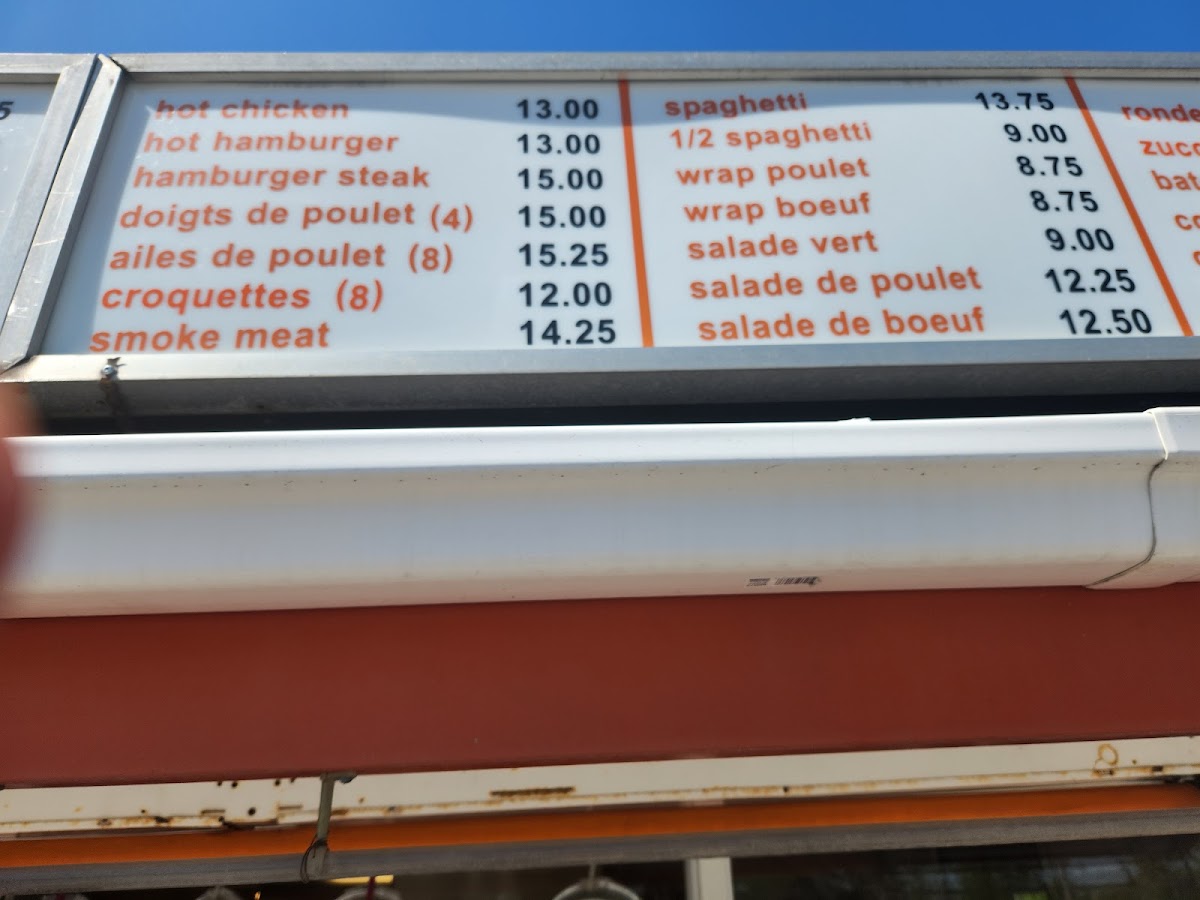 5
hot chicken 13.00
hot hamburger 13.00
hamburger steak 15.00
doigts de poulet (4) 15.00
ailes de poulet (8) 15.25
croquettes (8) 12.00
smoke meat 14.25
spaghetti 13.75
1/2 spaghetti 9.00
wrap poulet 8.75
wrap boeuf 8.75
salade vert 9.00
salade de poulet 12.25
salade de boeuf 12.50
ronde
zucc
bat